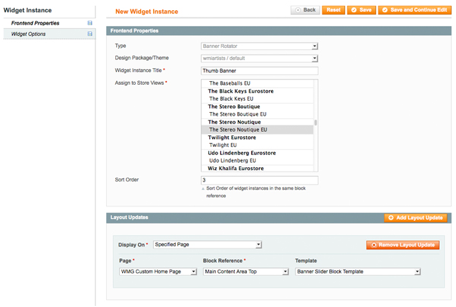 Widget Instance
Frontend Properties
Widget Options
New Widget Instance
Back
Reset
Save
Save and Continue Edit
Frontend Properties
Type
Banner Rotator
Design Package/Theme
wmiartists / default
Widget Instance Title *
Thumb Banner
Assign to Store Views *
The Baseballs EU
The Black Keys Eurostore
The Black Keys EU
The Stereo Boutique
The Stereo Boutique EU
The Stereo Noutique
The Stereo Noutique EU
Twilight Eurostore
Twilight EU
Udo Lindenberg Eurostore
Udo Lindenberg EU
Wiz Khalifa Eurostore
Sort Order
3
Sort Order of widget instances in the same block
reference
Layout Updates
Add Layout Update
Display On *
Specified Page
Remove Layout Update
Page *
Block Reference *
Template
WMG Custom Home Page
Main Content Area Top
Banner Slider Block Template